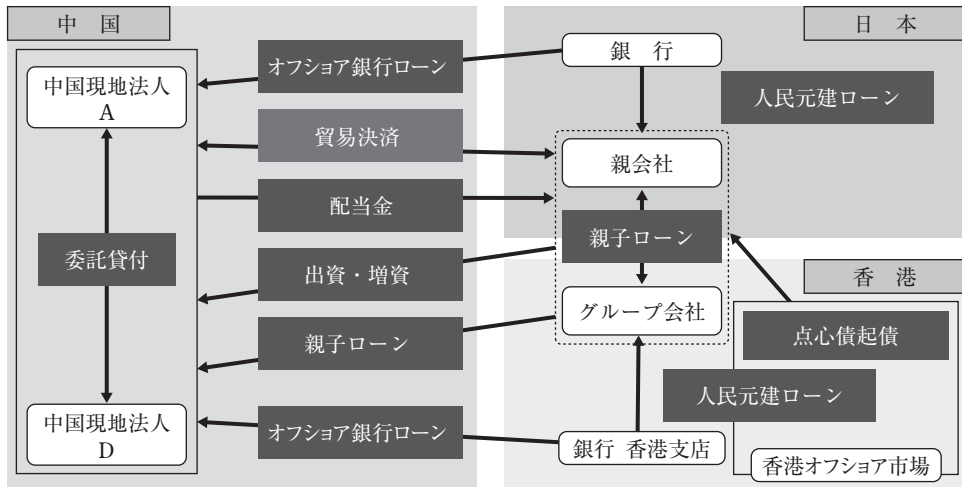 中　国
中国現地法人
A
委託貸付
中国現地法人
D
オフショア銀行ローン
貿易決済
配当金
出資・増資
親子ローン
オフショア銀行ローン
日　本
銀　行
人民元建ローン
親会社
親子ローン
グループ会社
香　港
点心債起債
人民元建ローン
銀行 香港支店
香港オフショア市場